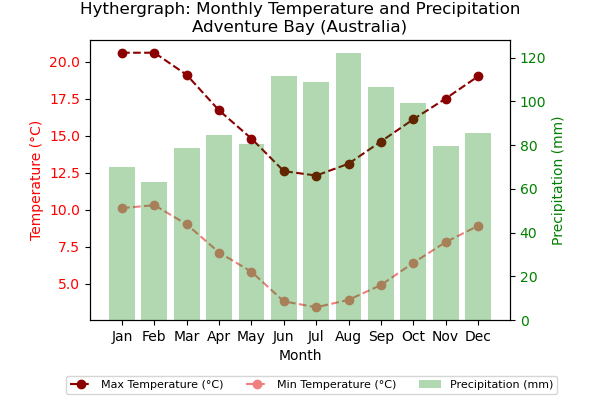 Hythergraph: Monthly Temperature and Precipitation
Adventure Bay (Australia)
Temperature (°C)
20.0
17.5
15.0
12.5
10.0
7.5
5.0
Precipitation (mm)
120
100
80
60
40
20
0
Jan Feb Mar Apr May Jun Jul Aug Sep Oct Nov Dec
Month
Max Temperature (°C) Min Temperature (°C) Precipitation (mm)